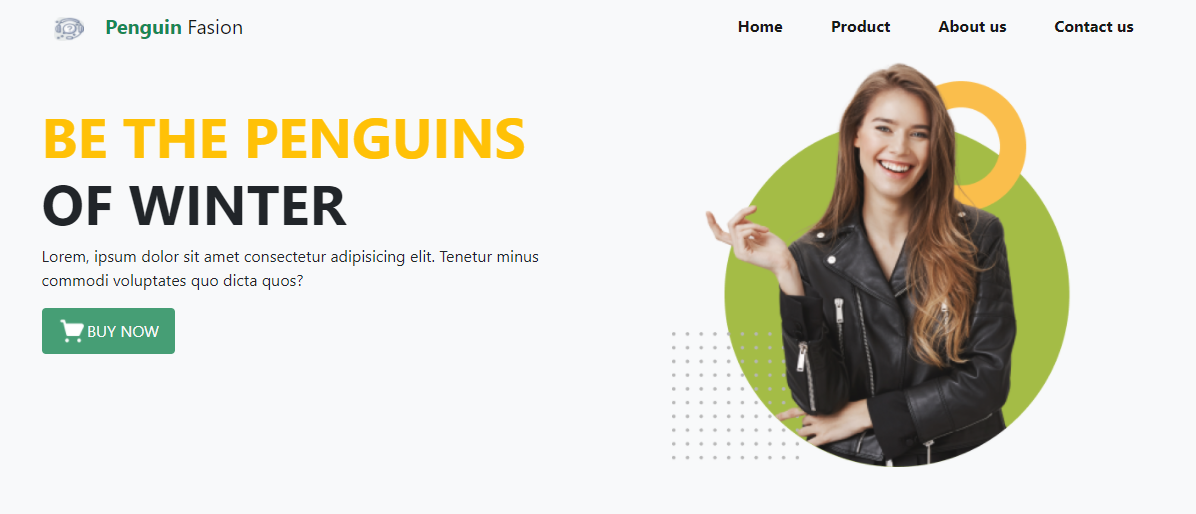 Penguin Fasion
Home Product About us Contact us
BE THE PENGUINS
OF WINTER
Lorem, ipsum dolor sit amet consectetur adipisicing elit. Tenetur minus
commodi voluptates quo dicta quos?
BUY NOW